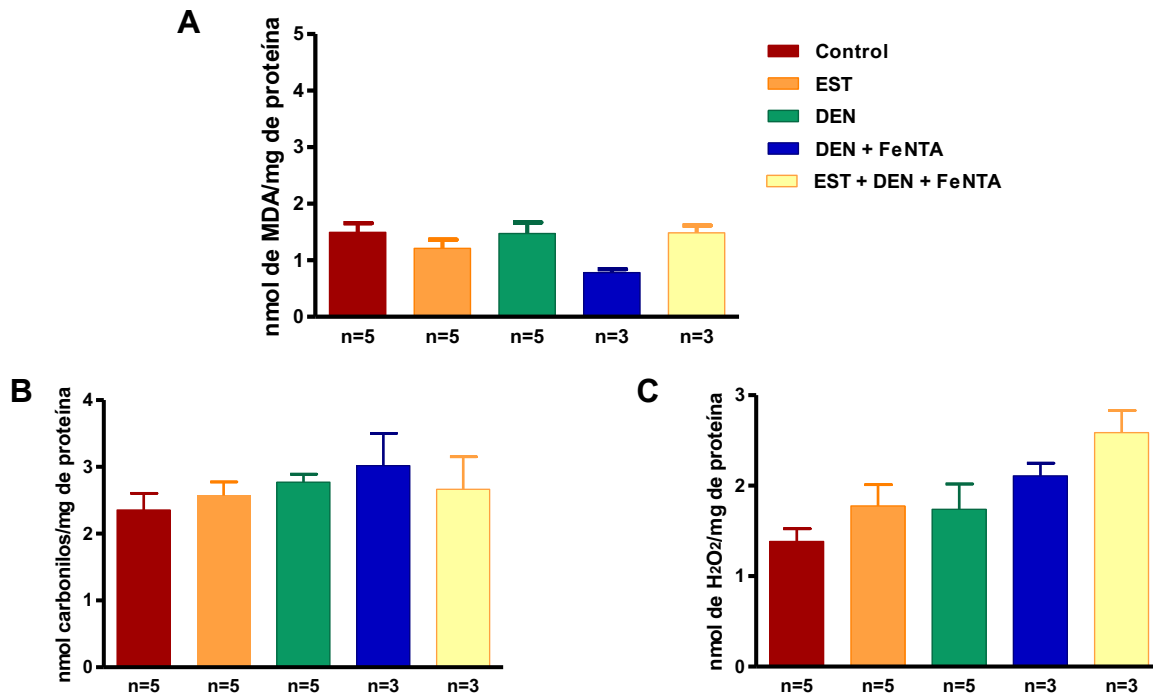 A
nmol de MDA/mg de proteína
5
4
3
2
1
0
n=5 n=5 n=5 n=3 n=3
Control
EST
DEN
DEN + FeNTA
EST + DEN + FeNTA
B
nmol carbonilos/mg de proteína
4
3
2
1
0
n=5 n=5 n=5 n=3 n=3
C
nmol de H2O2/mg de proteína
3
2
1
0
n=5 n=5 n=5 n=3 n=3